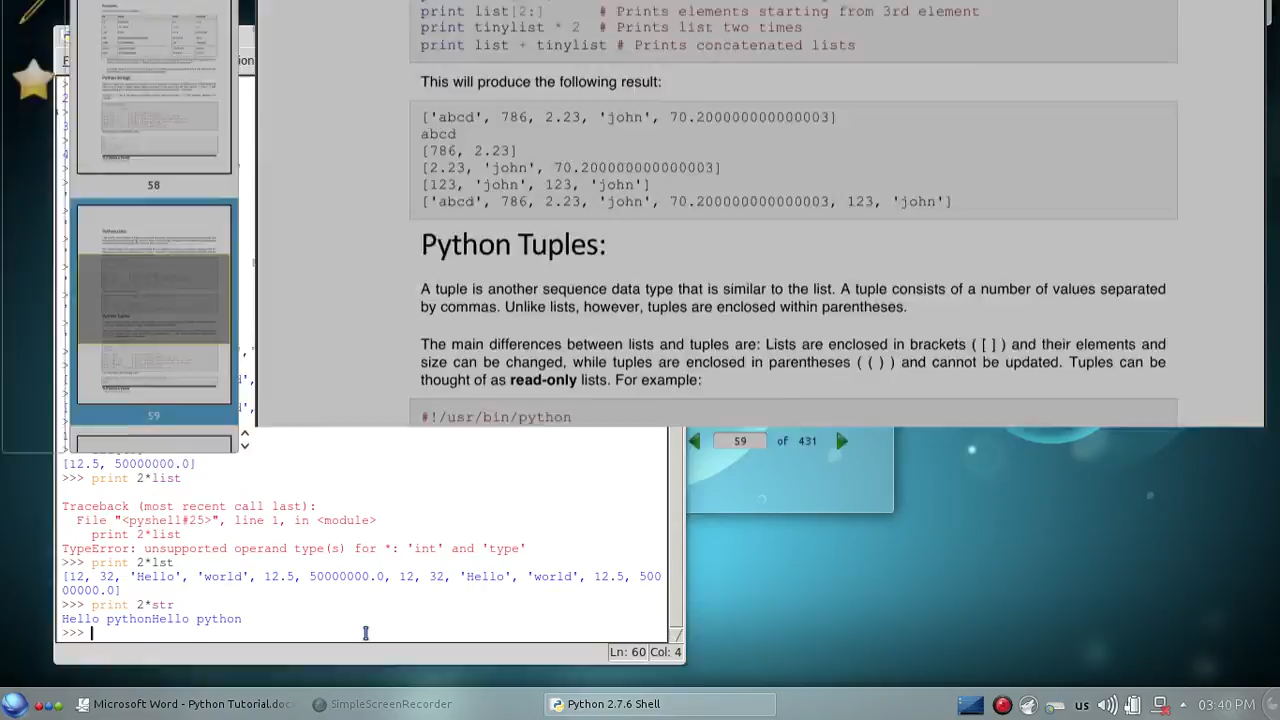 print list[2:] # Prints elements starting from 3rd element
print tinylist * 2 # Prints list two times
print list + tinylist # Prints concatenated lists
This will produce the following result:
['abcd', 786, 2.23, 'john', 70.200000000000003]
abcd
[786, 2.23]
[2.23, 'john', 70.200000000000003]
[123, 'john', 123, 'john']
['abcd', 786, 2.23, 'john', 70.200000000000003, 123, 'john']
Python Tuples:
A tuple is another sequence data type that is similar to the list. A tuple consists of a number of values separated
by commas. Unlike lists, however, tuples are enclosed within parentheses.
The main differences between lists and tuples are: Lists are enclosed in brackets ( [ ] ) and their elements and
size can be changed, while tuples are enclosed in parentheses ( ( ) ) and cannot be updated. Tuples can be
thought of as read-only lists. For example:
#!/usr/bin/python
58
59
59 of 431
[12.5, 50000000.0]
>>> print 2*list
Traceback (most recent call last):
File "<pyshell#25>", line 1, in <module>
print 2*list
TypeError: unsupported operand type(s) for *: 'int' and 'type'
>>> print 2*lst
[12, 32, 'Hello', 'world', 12.5, 50000000.0, 12, 32, 'Hello', 'world', 12.5, 500
00000.0]
>>> print 2*str
Hello pythonHello python
>>>
Ln: 60 Col: 4
Microsoft Word - Python Tutorial.docx
SimpleScreenRecorder
Python 2.7.6 Shell
us
03:40 PM